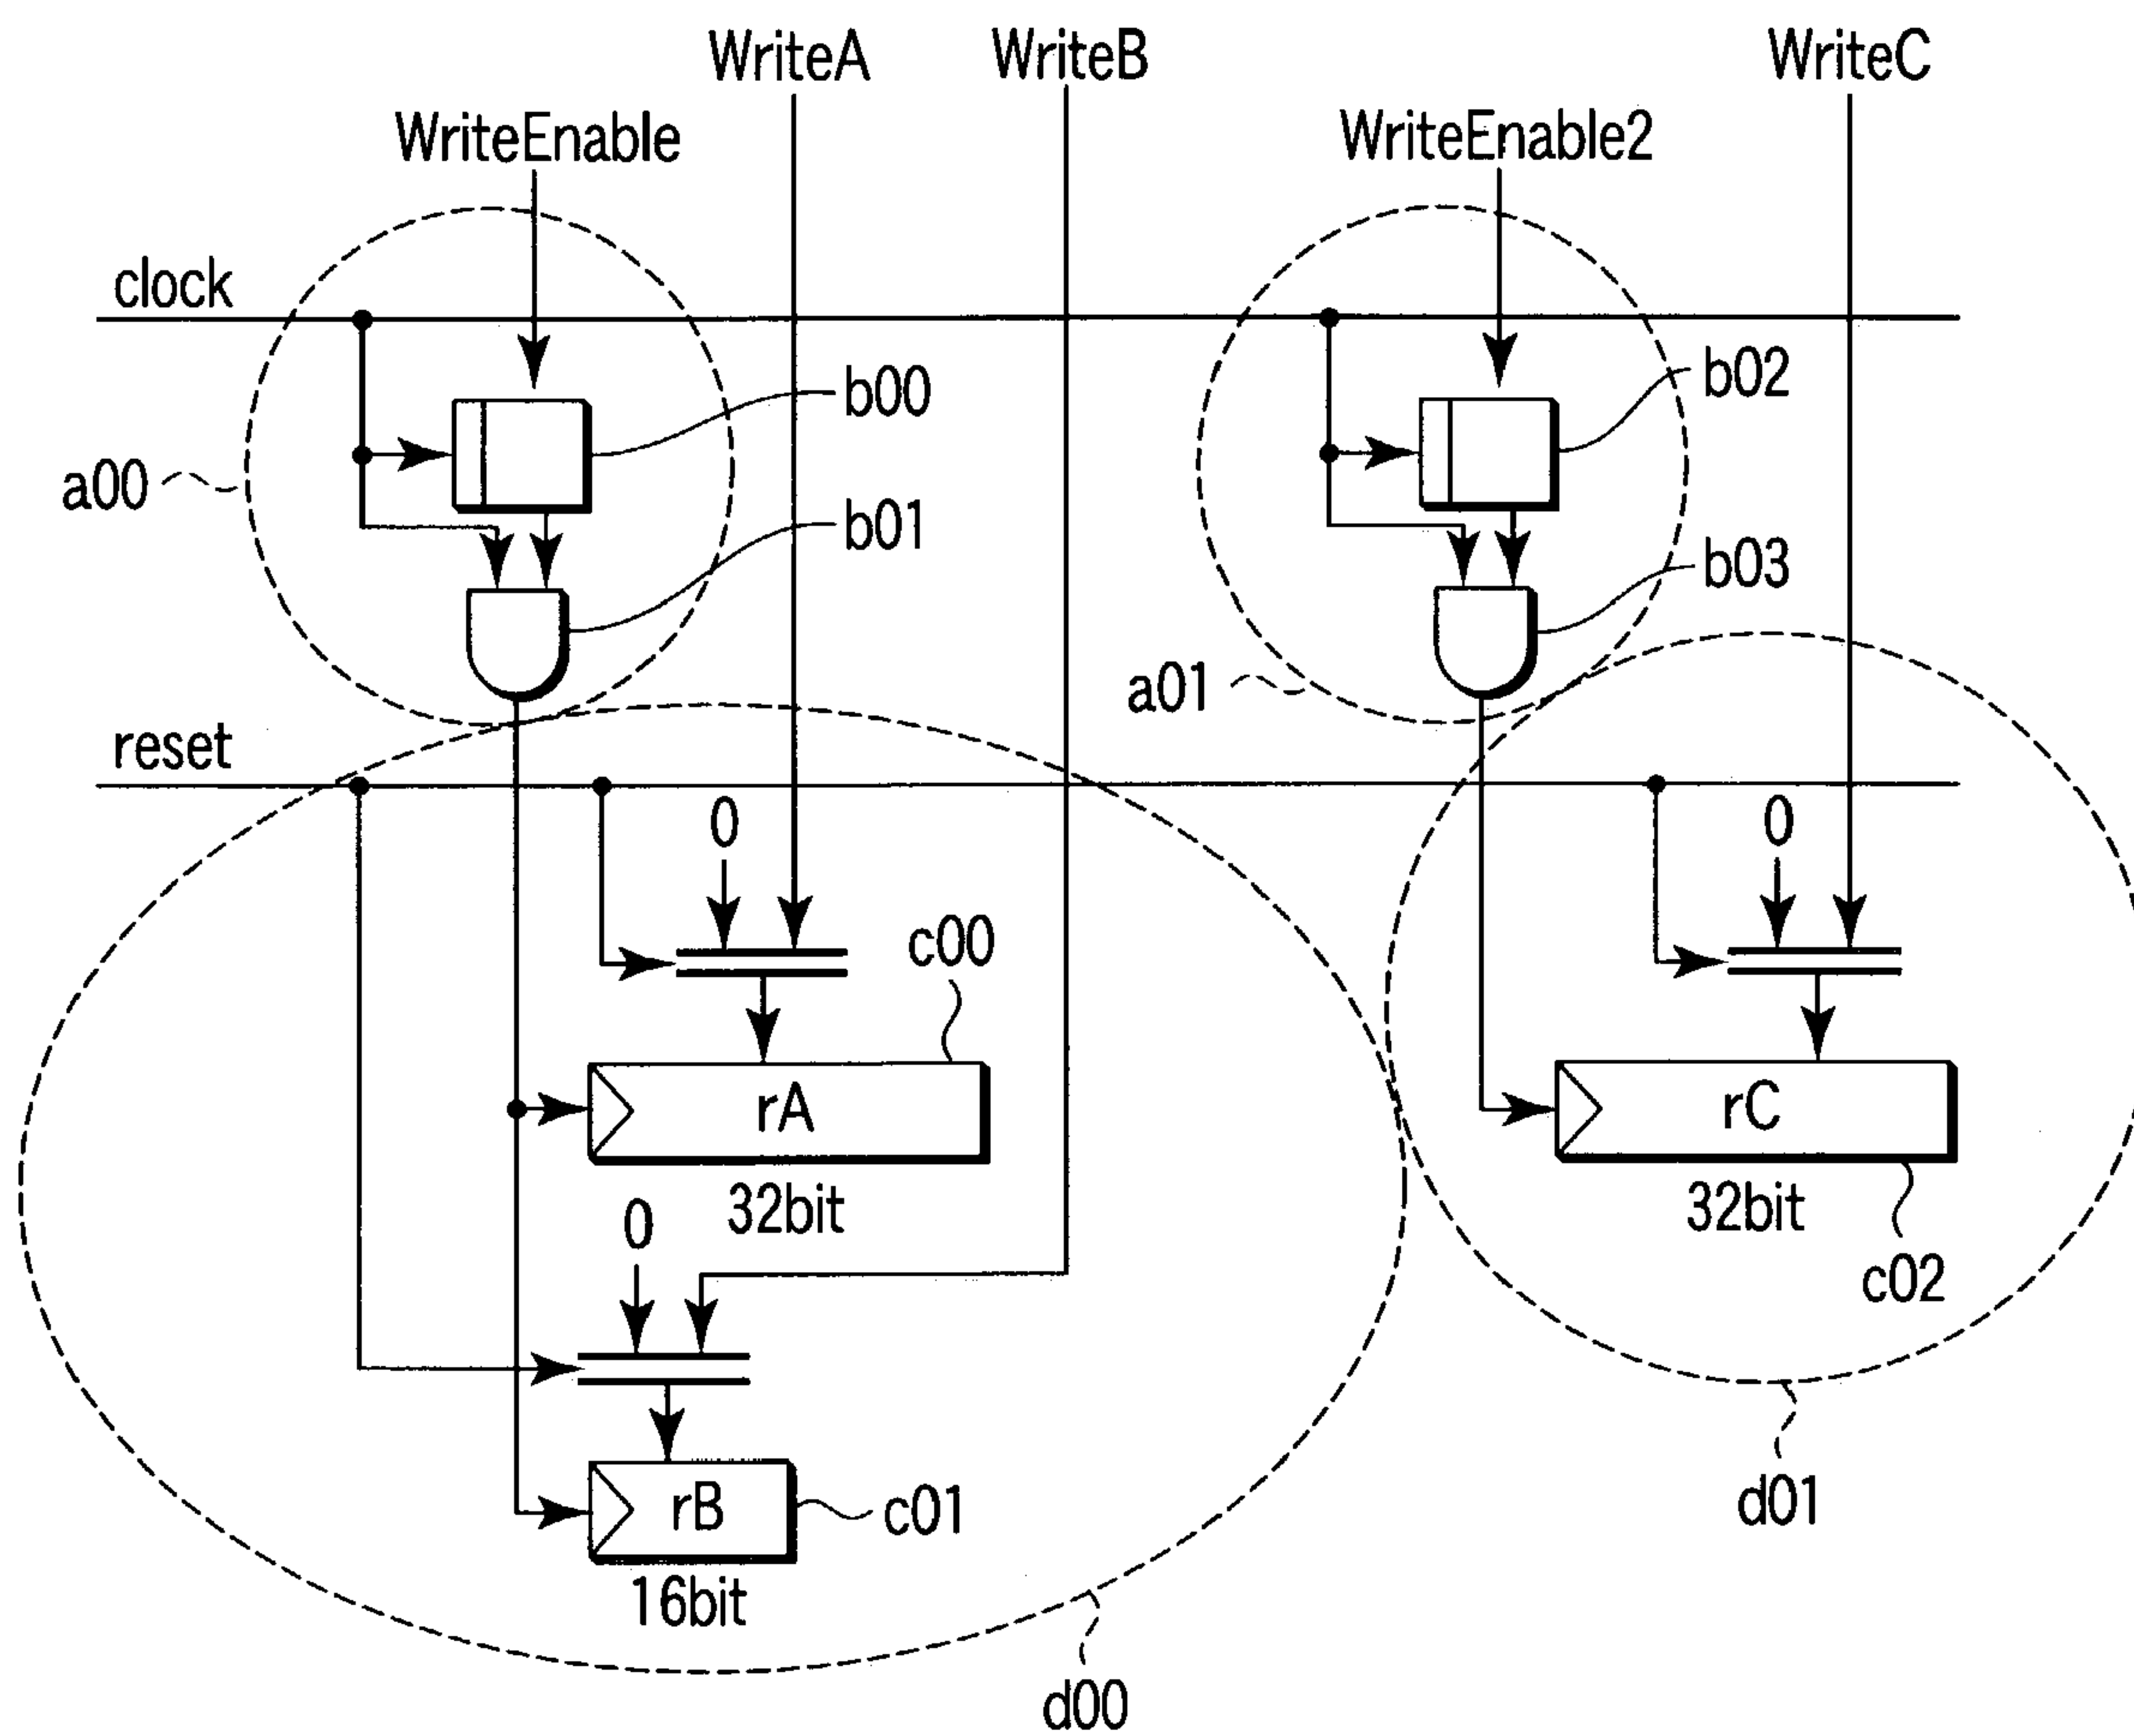 WriteA
WriteB
WriteC
WriteEnable
WriteEnable2
clock
b00
b02
a00
b01
b03
a01
reset
0
0
c00
rA
rC
32bit
32bit
0
c02
rB
c01
d01
16bit
d00